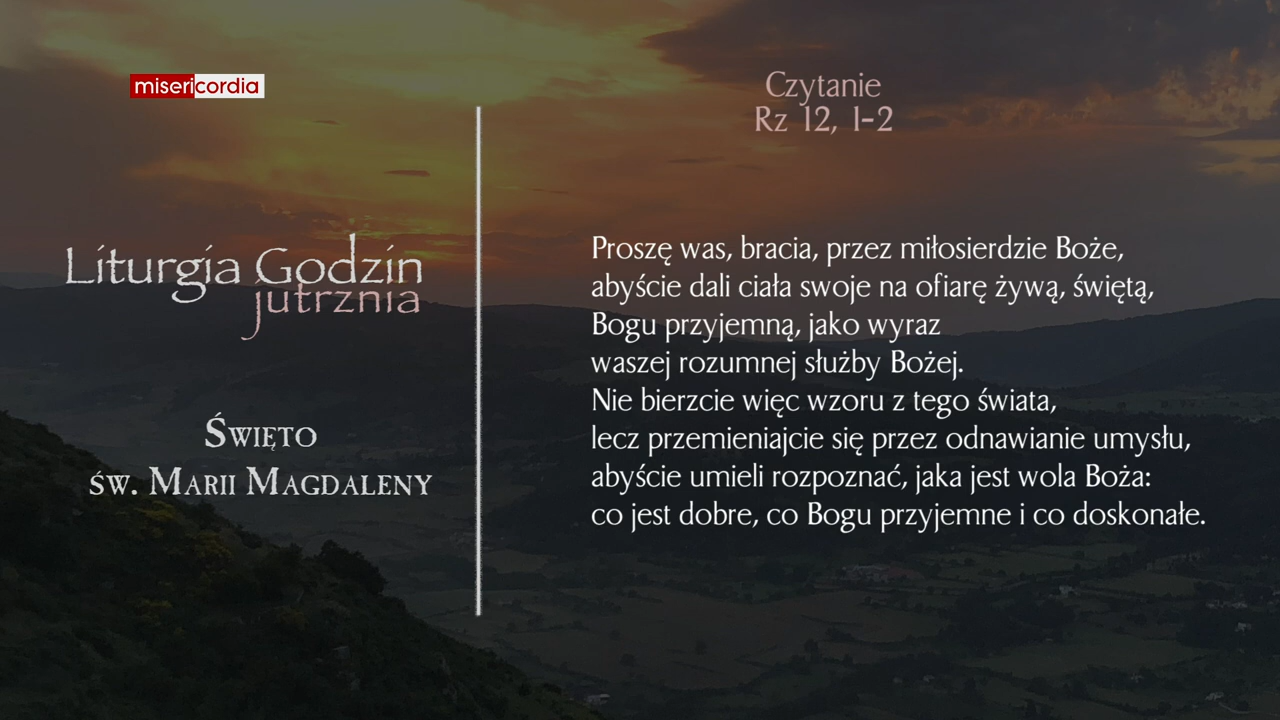 misericordia
Liturgia Godzin
jutrznia
Święto
św. Marii Magdaleny
Czytanie
Rz 12, 1-2
Proszę was, bracia, przez miłosierdzie Boże,
abyście dali ciała swoje na ofiarę żywą, świętą,
Bogu przyjemną, jako wyraz
waszej rozumnej służby Bożej.
Nie bierzcie więc wzoru z tego świata,
lecz przemieniajcie się przez odnawianie umysłu,
abyście umieli rozpoznać, jaka jest wola Boża:
co jest dobre, co Bogu przyjemne i co doskonałe.